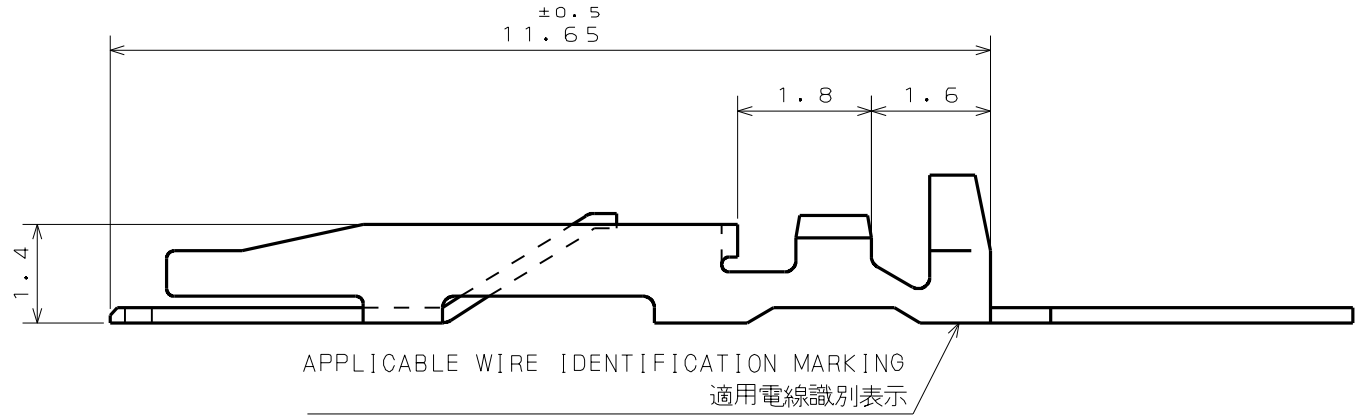 ±0.5
11.65
1.8
1.6
1.4
APPLICABLE WIRE IDENTIFICATION MARKING
適用電線識別表示